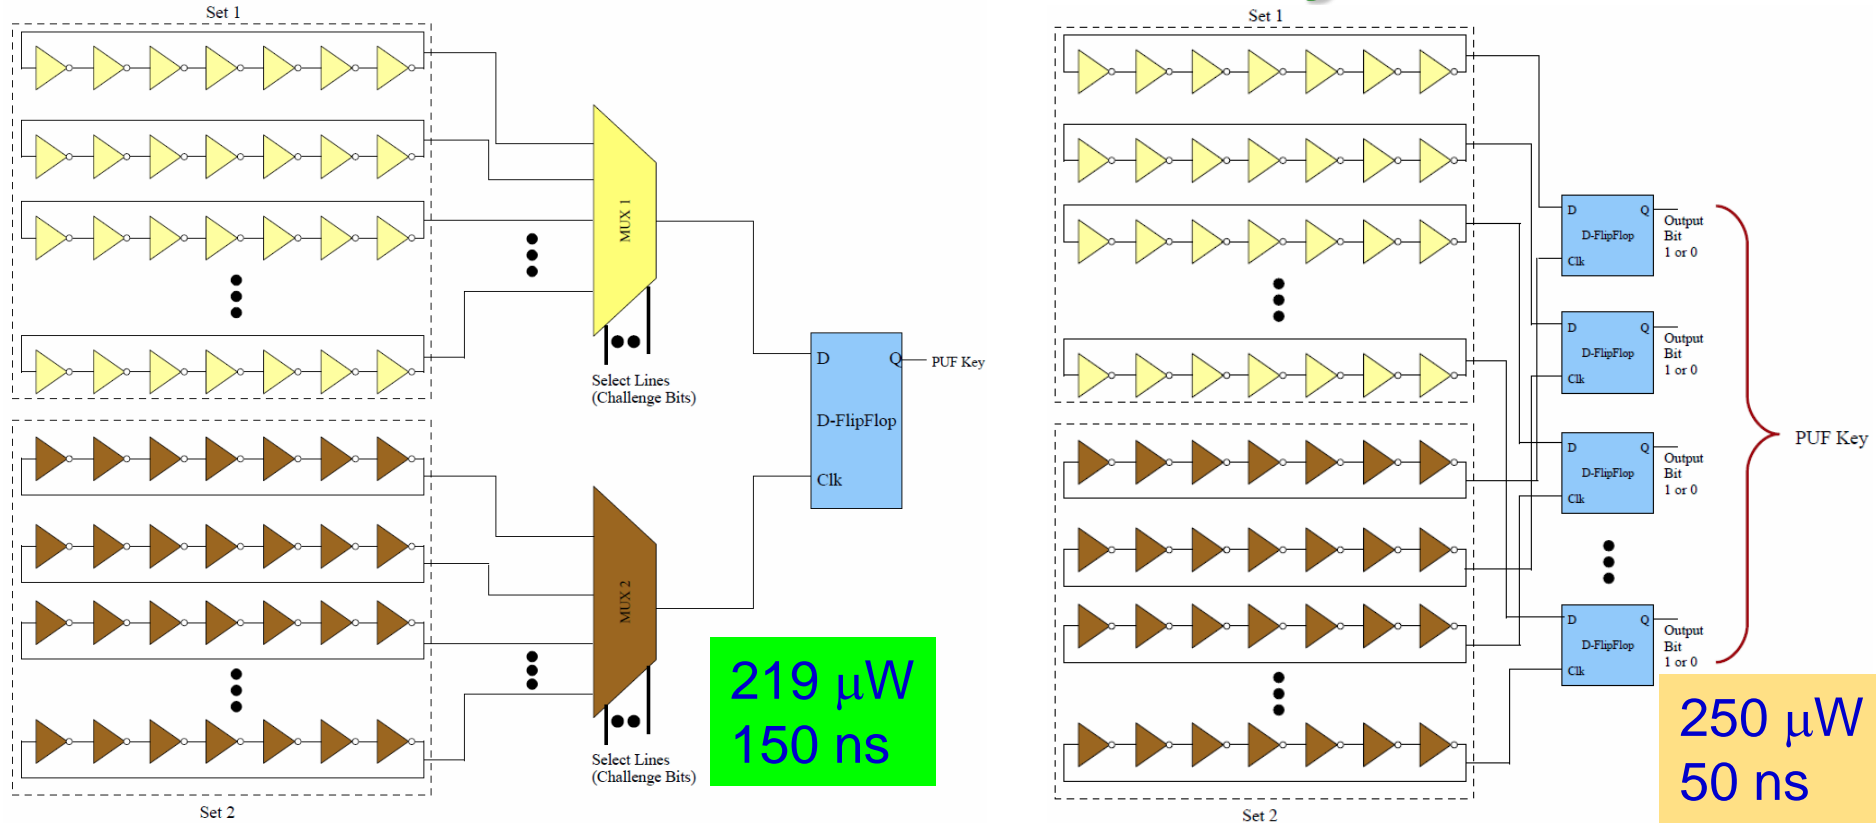 Set 1
MUX 1
Select Lines
(Challenge Bits)
D
Q
PUF Key
D-FlipFlop
Clk
MUX 2
Select Lines
(Challenge Bits)
Set 2
219 µW
150 ns
Set 1
D
Q
D-FlipFlop
Clk
Output
Bit
1 or 0
D
Q
D-FlipFlop
Clk
Output
Bit
1 or 0
D
Q
D-FlipFlop
Clk
Output
Bit
1 or 0
D
Q
D-FlipFlop
Clk
Output
Bit
1 or 0
PUF Key
Set 2
250 µW
50 ns